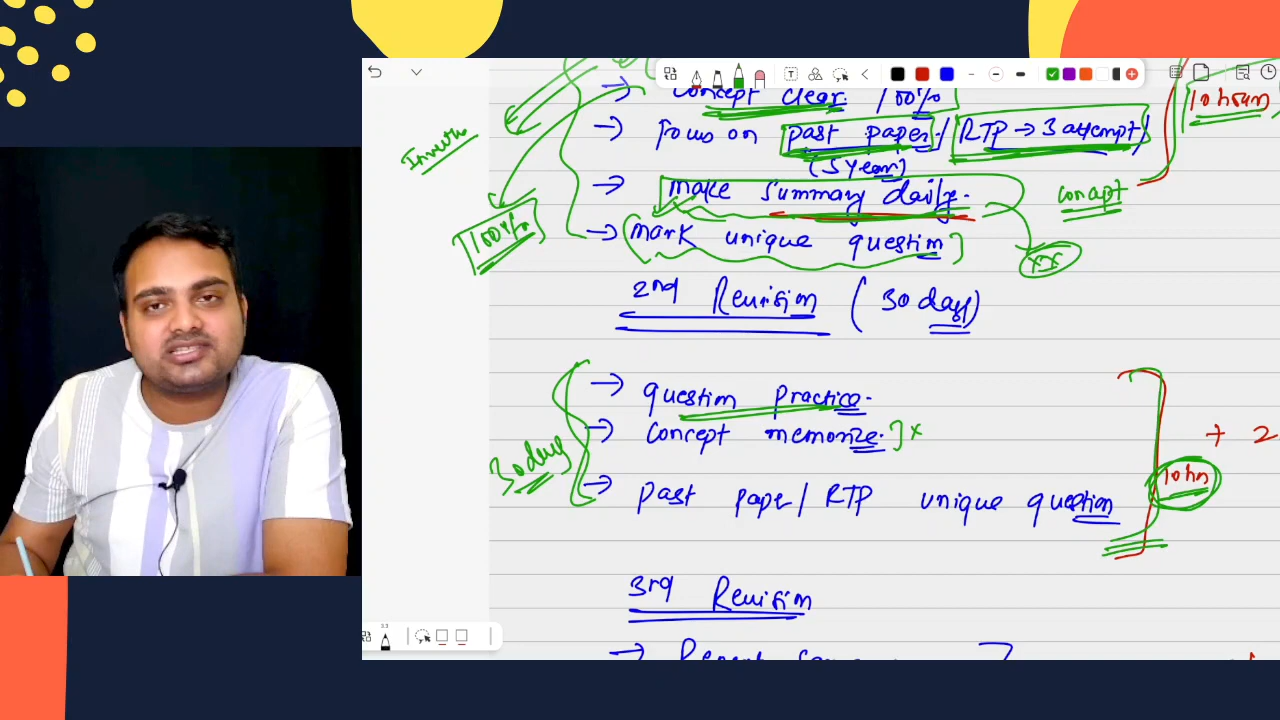 → concept clear 100%
10 hours
→ Focus on past paper / RTP → 3 attempt
(5 year)
→ make summary daily.
concept
→ (mark unique question]
100%
xx
2nd Revision (30 days)
→ question practice.
→ concept memorize.] x
+ 2
30 days
→ past paper/ RTP unique question
10 hr
3rd Revision